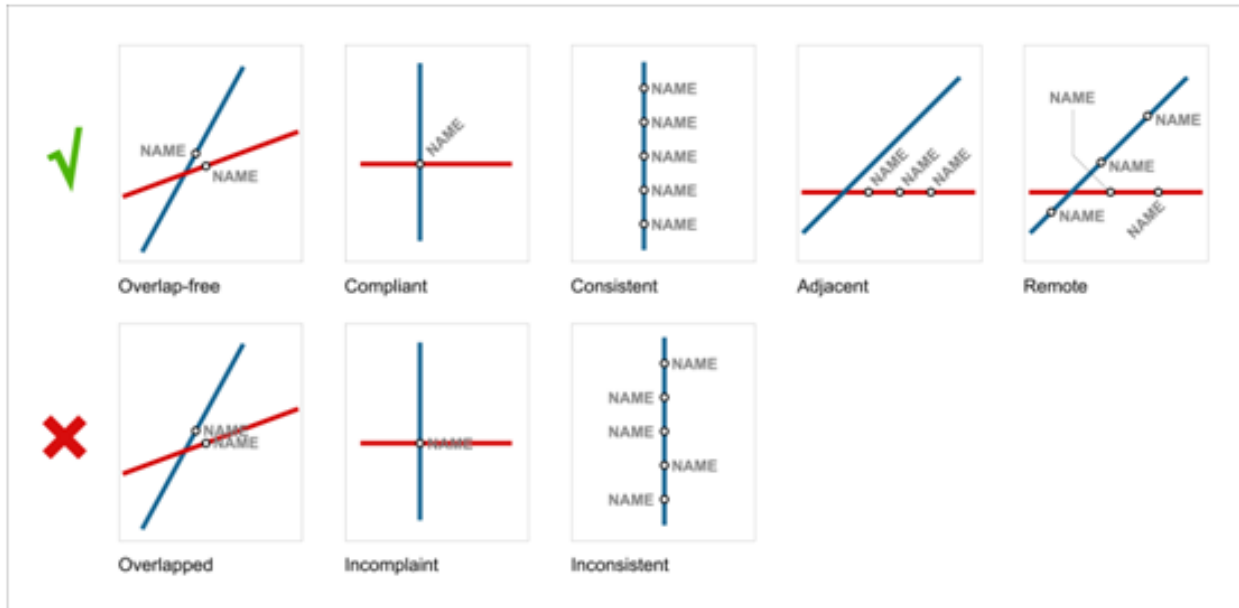 NAME
NAME
NAME
NAME
NAME
NAME
NAME
NAME
NAME NAME NAME
NAME
NAME
NAME
NAME
NAME
Overlap-free Compliant Consistent Adjacent Remote
NAME
NAME
NAME
NAME
NAME
NAME
NAME
NAME
Overlapped Incomplaint Inconsistent